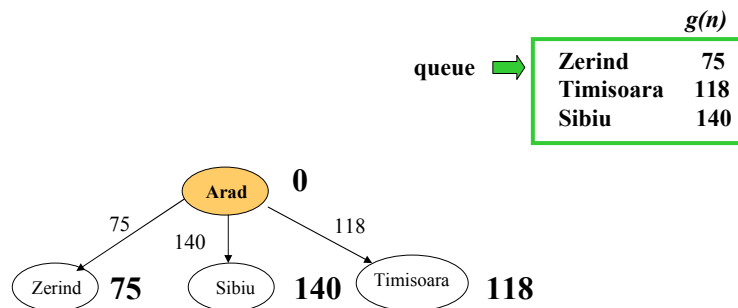 g(n)
queue
Zerind 75
Timisoara 118
Sibiu 140
Arad 0
75
140
118
Zerind 75
Sibiu 140
Timisoara 118